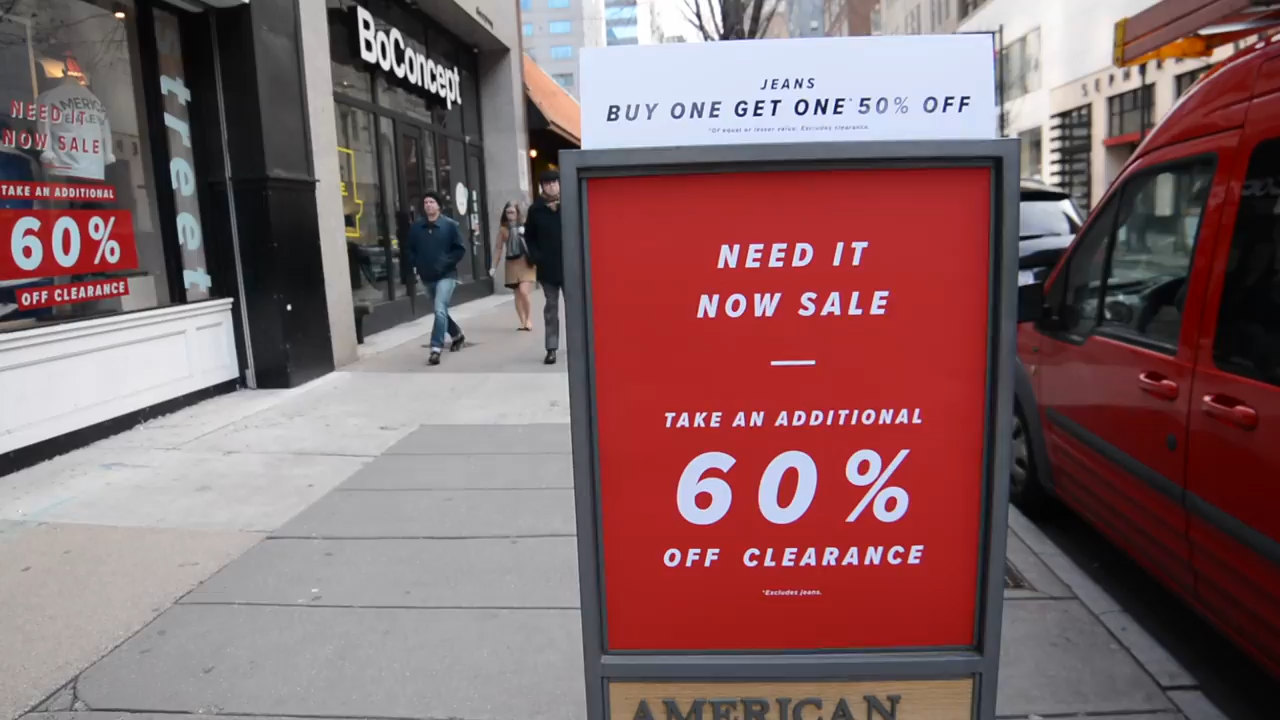 BoConcept
NEED IT
NOW SALE
TAKE AN ADDITIONAL
60%
OFF CLEARANCE
treet
JEANS
BUY ONE GET ONE* 50% OFF
*Of equal or lesser value. Excludes clearance.
NEED IT
NOW SALE
TAKE AN ADDITIONAL
60%
OFF CLEARANCE
*Excludes jeans.
AMERICAN